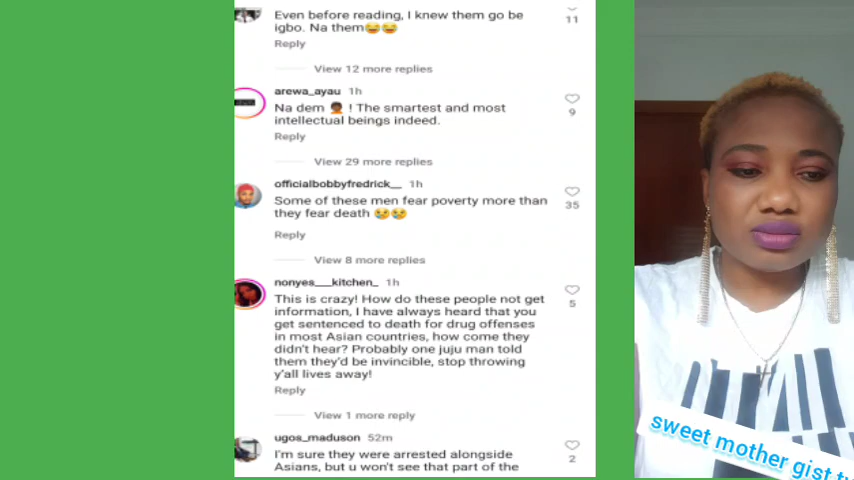 Even before reading, I knew them go be
igbo. Na them😂😂
11
Reply
View 12 more replies
arewa_ayau 1h
Na dem 🙇🏾 ! The smartest and most
intellectual beings indeed.
9
Reply
View 29 more replies
officialbobbyfredrick__ 1h
Some of these men fear poverty more than
they fear death 😢😢
35
Reply
View 8 more replies
nonyes___kitchen_ 1h
This is crazy! How do these people not get
information, I have always heard that you
get sentenced to death for drug offenses
in most Asian countries, how come they
didn't hear? Probably one juju man told
them they'd be invincible, stop throwing
y'all lives away!
5
Reply
View 1 more reply
ugos_maduson 52m
I'm sure they were arrested alongside
Asians, but u won't see that part of the
2
sweet mother gist tv